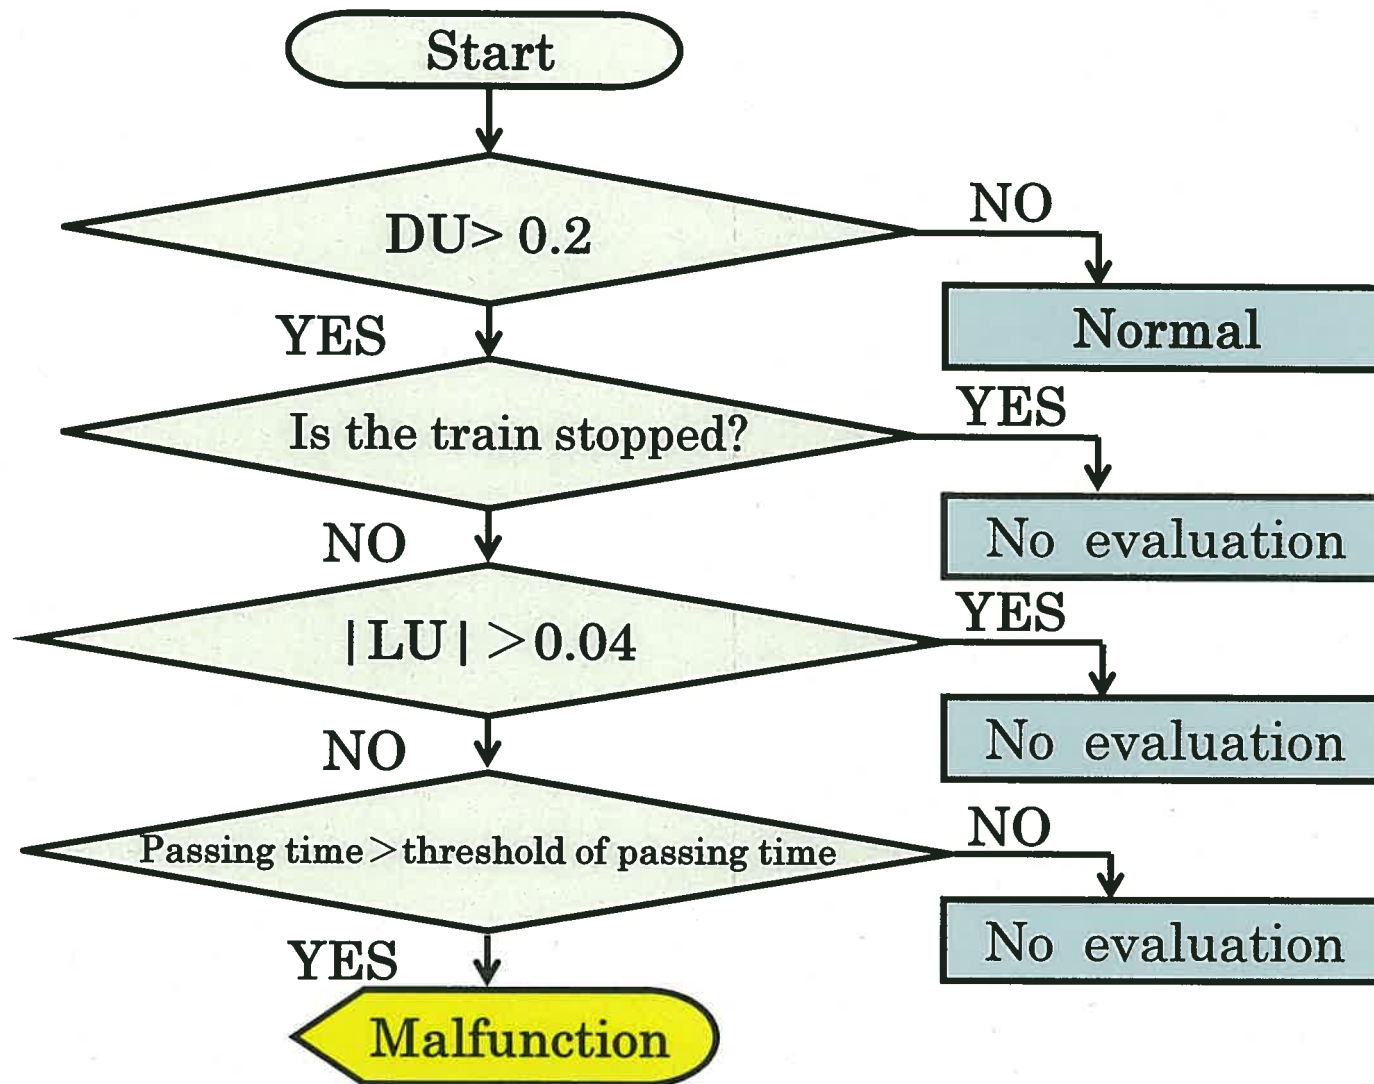 Start
DU> 0.2
NO
Normal
YES
Is the train stopped?
YES
No evaluation
NO
|LU| >0.04
YES
No evaluation
NO
Passing time>threshold of passing time
NO
No evaluation
YES
Malfunction